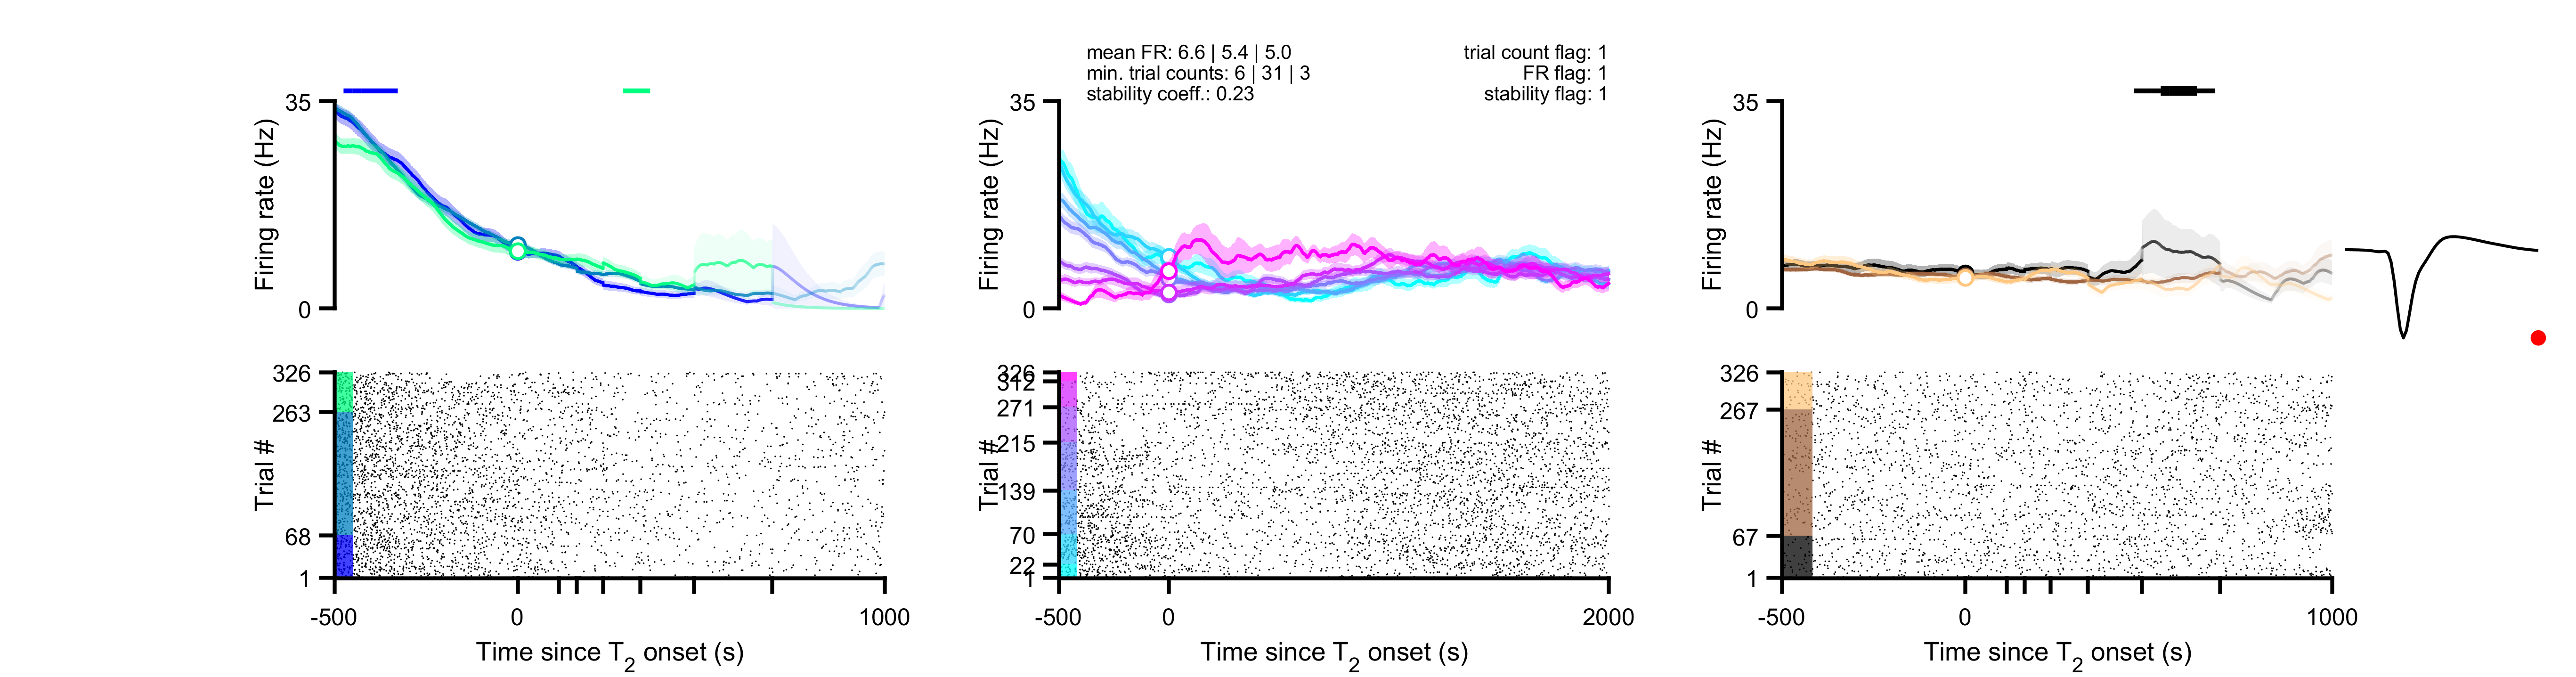 mean FR: 6.6 | 5.4 | 5.0
min. trial counts: 6 | 31 | 3
stability coeff.: 0.23
trial count flag: 1
FR flag: 1
stability flag: 1
35
0
Firing rate (Hz)
35
0
Firing rate (Hz)
35
0
Firing rate (Hz)
326
263
68
1
Trial #
-500
0
1000
Time since T2 onset (s)
326
312
271
215
139
70
22
Trial #
-500
0
2000
Time since T2 onset (s)
326
267
67
1
Trial #
-500
0
1000
Time since T2 onset (s)